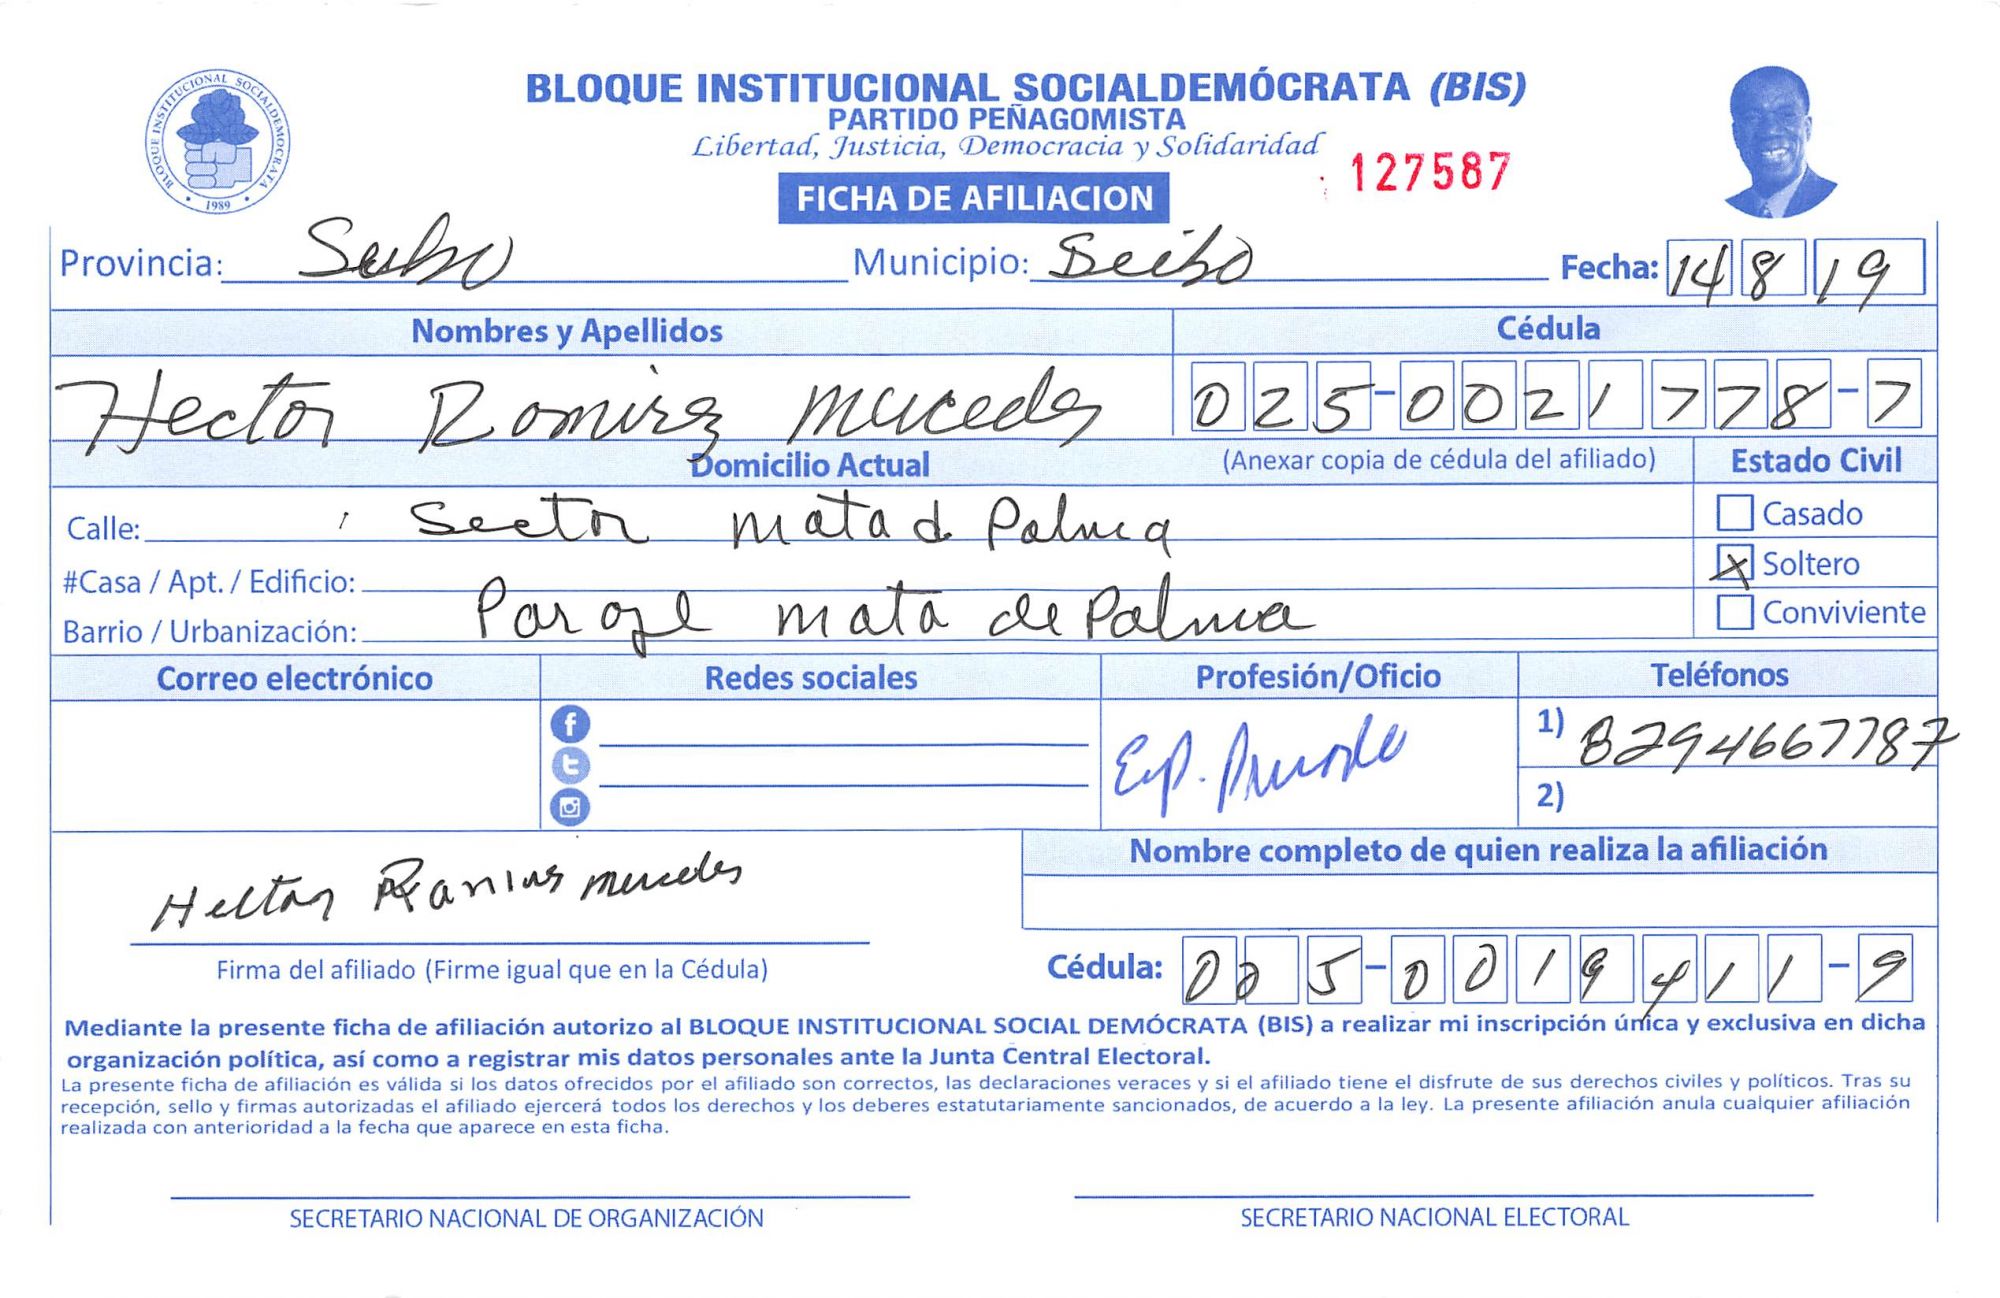 BLOQUE INSTITUCIONAL SOCIALDEMOCRATA
1989
BLOQUE INSTITUCIONAL SOCIALDEMÓCRATA (BIS)
PARTIDO PEÑAGOMISTA
Libertad, Justicia, Democracia y Solidaridad
127587
FICHA DE AFILIACION
Provincia: Seibo Municipio: Seibo Fecha: 14 8 19
Nombres y Apellidos Cédula
Hector Ramirez Mercedes 025-0021778-7
Domicilio Actual (Anexar copia de cédula del afiliado) Estado Civil
Calle: Sector mata d Palma Casado
#Casa / Apt. / Edificio: X Soltero
Barrio / Urbanización: Paraje mata de Palma Conviviente
Correo electrónico Redes sociales Profesión/Oficio Teléfonos
1) 8294667787
2)
Nombre completo de quien realiza la afiliación
Hector Ramires mercedes
Firma del afiliado (Firme igual que en la Cédula) Cédula: 025-0019411-9
Mediante la presente ficha de afiliación autorizo al BLOQUE INSTITUCIONAL SOCIAL DEMÓCRATA (BIS) a realizar mi inscripción única y exclusiva en dicha
organización política, así como a registrar mis datos personales ante la Junta Central Electoral.
La presente ficha de afiliación es válida si los datos ofrecidos por el afiliado son correctos, las declaraciones veraces y si el afiliado tiene el disfrute de sus derechos civiles y políticos. Tras su
recepción, sello y firmas autorizadas el afiliado ejercerá todos los derechos y los deberes estatutariamente sancionados, de acuerdo a la ley. La presente afiliación anula cualquier afiliación
realizada con anterioridad a la fecha que aparece en esta ficha.
SECRETARIO NACIONAL DE ORGANIZACIÓN SECRETARIO NACIONAL ELECTORAL